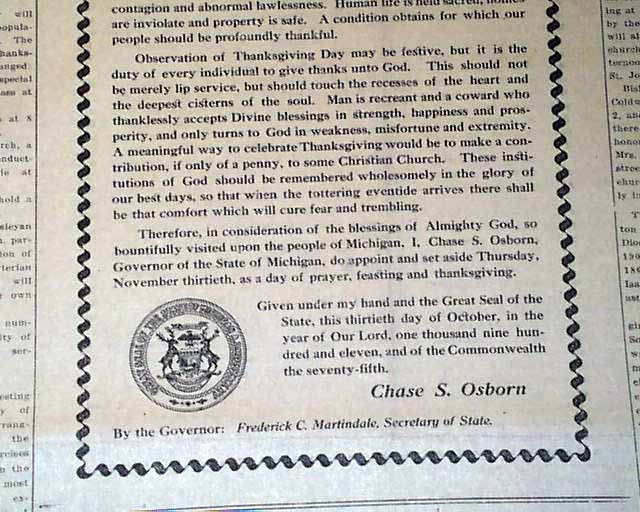 contagion and abnormal lawlessness. Human life is held sacred, homes
are inviolate and property is safe. A condition obtains for which our
people should be profoundly thankful.
Observation of Thanksgiving Day may be festive, but it is the
duty of every individual to give thanks unto God. This should not
be merely lip service, but should touch the recesses of the heart and
the deepest cisterns of the soul. Man is recreant and a coward who
thanklessly accepts Divine blessings in strength, happiness and pros-
perity, and only turns to God in weakness, misfortune and extremity.
A meaningful way to celebrate Thanksgiving would be to make a con-
tribution, if only of a penny, to some Christian Church. These insti-
tutions of God should be remembered wholesomely in the glory of
our best days, so that when the tottering eventide arrives there shall
be that comfort which will cure fear and trembling.
Therefore, in consideration of the blessings of Almighty God, so
bountifully visited upon the people of Michigan, I, Chase S. Osborn,
Governor of the State of Michigan, do appoint and set aside Thursday,
November thirtieth, as a day of prayer, feasting and thanksgiving.
Given under my hand and the Great Seal of the
State, this thirtieth day of October, in the
year of Our Lord, one thousand nine hun-
dred and eleven, and of the Commonwealth
the seventy-fifth.
Chase S. Osborn
By the Governor: Frederick C. Martindale, Secretary of State.